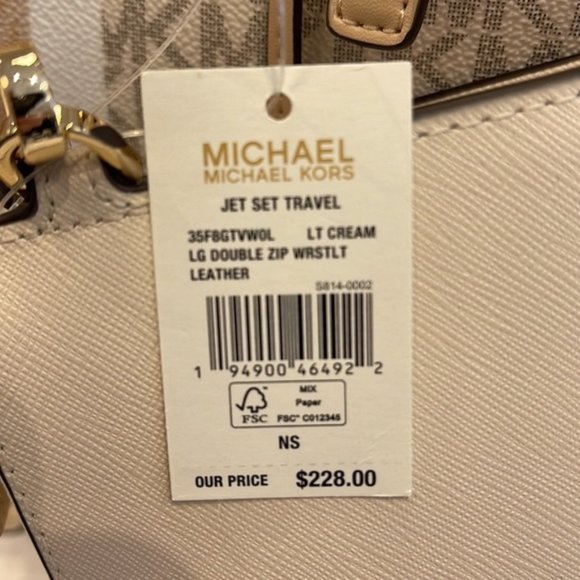 MICHAEL
MICHAEL KORS
JET SET TRAVEL
35F8GTVW0L LT CREAM
LG DOUBLE ZIP WRSTLT
LEATHER
S814-0002
1 94900 46492 2
FSC
MIX
Paper
FSC™ C012345
NS
OUR PRICE $228.00